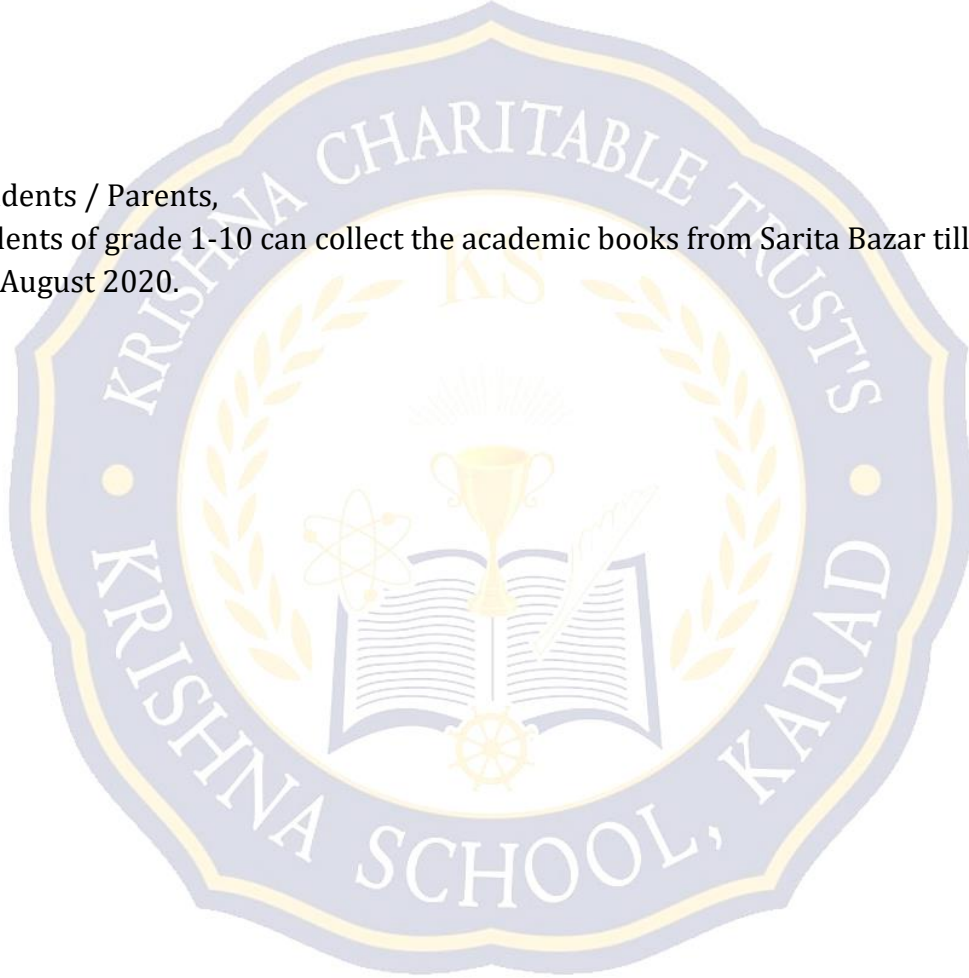 dents / Parents,
lents of grade 1-10 can collect the academic books from Sarita Bazar till
August 2020.
KRISHNA CHARITABLE TRUST'S
KS
KRISHNA SCHOOL, KARAD